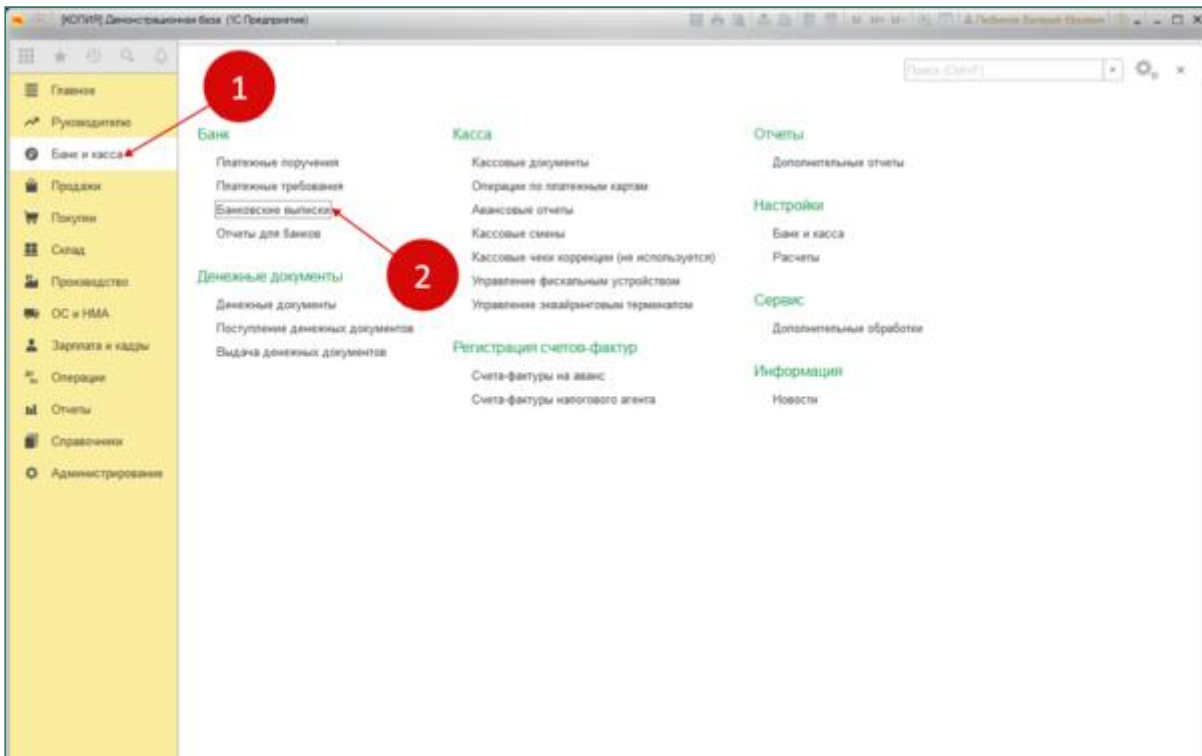 [КОПИЯ] Демонстрационная база (1С:Предприятие)
M M+ M-
Поиск (Ctrl+F)
Главное
Руководителю
Банк и касса
Продажи
Покупки
Склад
Производство
ОС и НМА
Зарплата и кадры
Операции
Отчеты
Справочники
Администрирование
1
2
Банк
Платежные поручения
Платежные требования
Банковские выписки
Отчеты для банков
Денежные документы
Денежные документы
Поступление денежных документов
Выдача денежных документов
Касса
Кассовые документы
Операции по платежным картам
Авансовые отчеты
Кассовые смены
Кассовые чеки коррекции (не используется)
Управление фискальным устройством
Управление эквайринговым терминалом
Регистрация счетов-фактур
Счета-фактуры на аванс
Счета-фактуры налогового агента
Отчеты
Дополнительные отчеты
Настройки
Банк и касса
Расчеты
Сервис
Дополнительные обработки
Информация
Новости